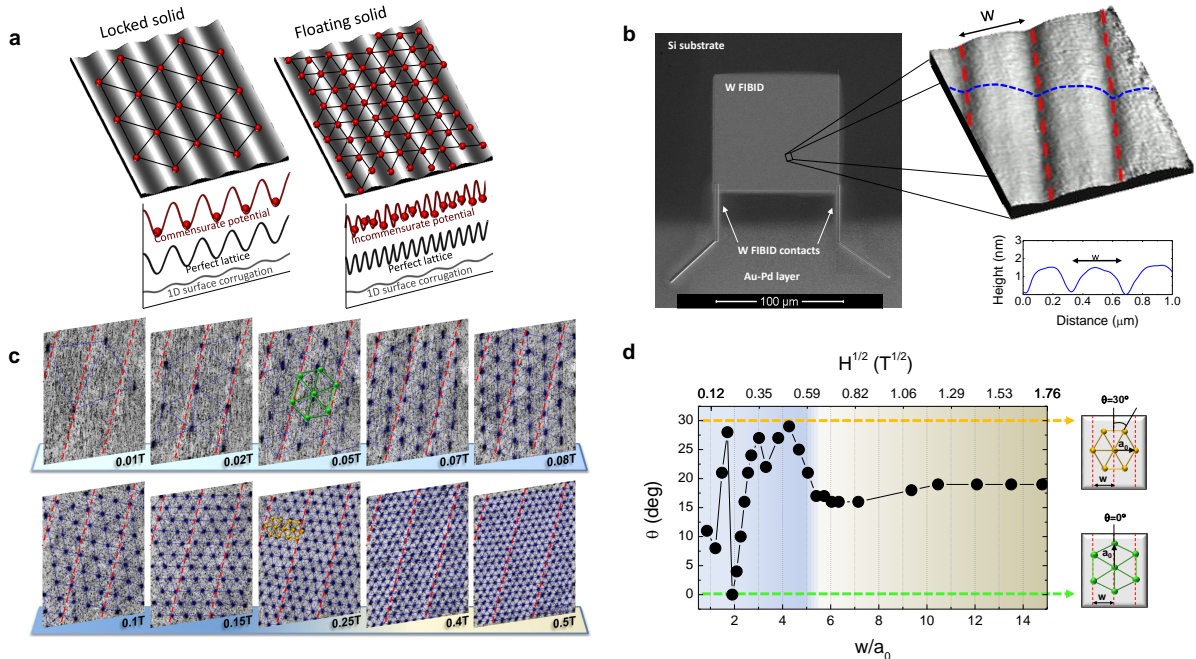 a
Locked solid
Floating solid
Commensurate potential
Perfect lattice
1D surface corrugation
Incommensurate potential
Perfect lattice
1D surface corrugation
b
Si substrate
W FIBID
W FIBID contacts
Au-Pd layer
100 µm
w
Height (nm)
3
2
1
0
w
0.0 0.2 0.4 0.6 0.8 1.0
Distance (µm)
c
0.01T
0.02T
0.05T
0.07T
0.08T
0.1T
0.15T
0.25T
0.4T
0.5T
d
H^1/2 (T^1/2)
0.12 0.35 0.59 0.82 1.06 1.29 1.53 1.76
θ (deg)
30
25
20
15
10
5
0
0 2 4 6 8 10 12 14
w/a₀
θ=30º
a₀
w
θ=0º
a₀
w